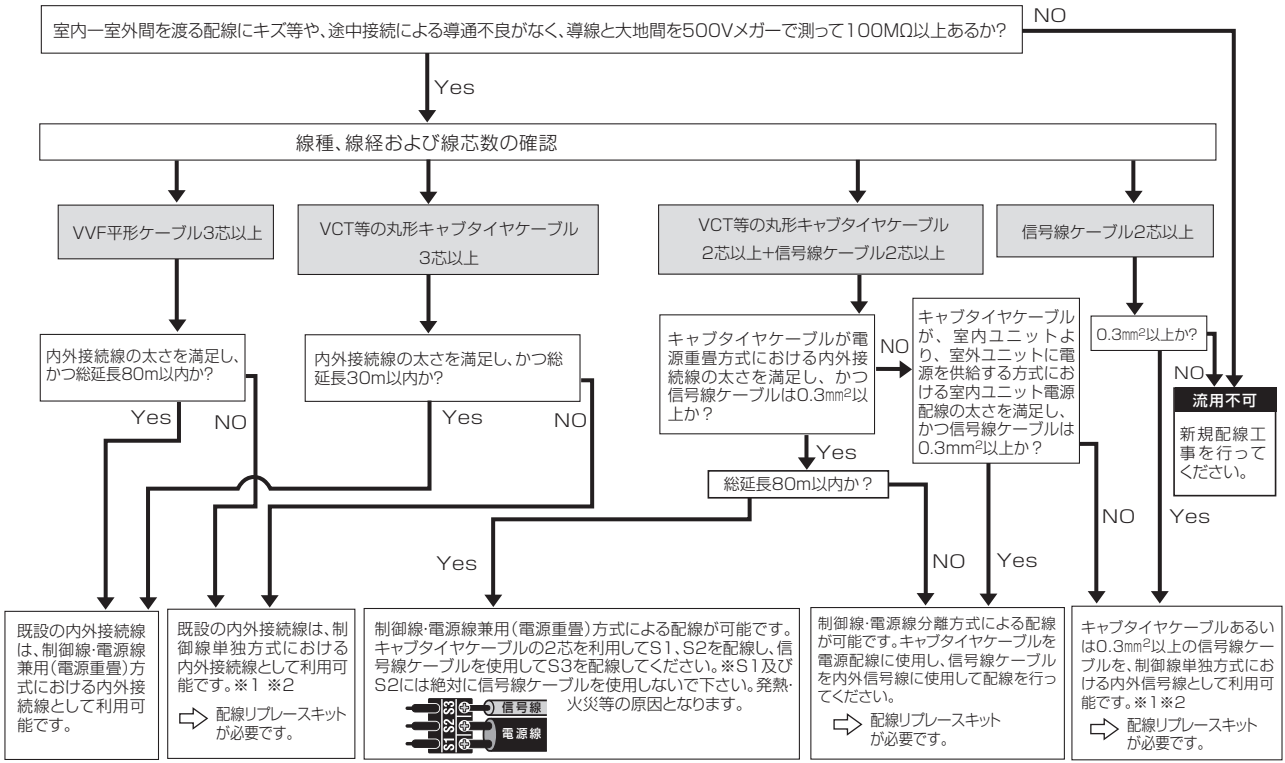 室内ー室外間を渡る配線にキズ等や、途中接続による導通不良がなく、導線と大地間を500Vメガーで測って100MΩ以上あるか?
NO
Yes
線種、線経および線芯数の確認
VVF平形ケーブル3芯以上
VCT等の丸形キャブタイヤケーブル
3芯以上
VCT等の丸形キャブタイヤケーブル
2芯以上+信号線ケーブル2芯以上
信号線ケーブル2芯以上
内外接続線の太さを満足し、
かつ総延長80m以内か?
内外接続線の太さを満足し、かつ総
延長30m以内か?
キャブタイヤケーブルが電
源重畳方式における内外接
続線の太さを満足し、かつ
信号線ケーブルは0.3mm²以
上か?
NO
キャブタイヤケーブル
が、室内ユニットよ
り、室外ユニットに電
源を供給する方式にお
ける室内ユニット電源
配線の太さを満足し、
かつ信号線ケーブルは
0.3mm²以上か?
0.3mm²以上か?
NO
流用不可
新規配線工
事を行って
ください。
Yes
NO
Yes
NO
Yes
総延長80m以内か?
Yes
NO
Yes
NO
Yes
既設の内外接続線
は、制御線・電源線
兼用(電源重畳)方
式における内外接
続線として利用可
能です。
既設の内外接続線は、制
御線単独方式における
内外接続線として利用可
能です。※1 ※2
配線リプレースキット
が必要です。
制御線・電源線兼用(電源重畳)方式による配線が可能です。
キャブタイヤケーブルの2芯を利用してS1、S2を配線し、信
号線ケーブルを使用してS3を配線してください。※S1及び
S2には絶対に信号線ケーブルを使用しないで下さい。発熱・
火災等の原因となります。
S1 S2 S3
信号線
電源線
制御線・電源線分離方式による配線
が可能です。キャブタイヤケーブルを
電源配線に使用し、信号線ケーブル
を内外信号線に使用して配線を行っ
てください。
配線リプレースキット
が必要です。
キャブタイヤケーブルあるい
は0.3mm²以上の信号線ケー
ブルを、制御線単独方式にお
ける内外信号線として利用可
能です。※1※2
配線リプレースキット
が必要です。